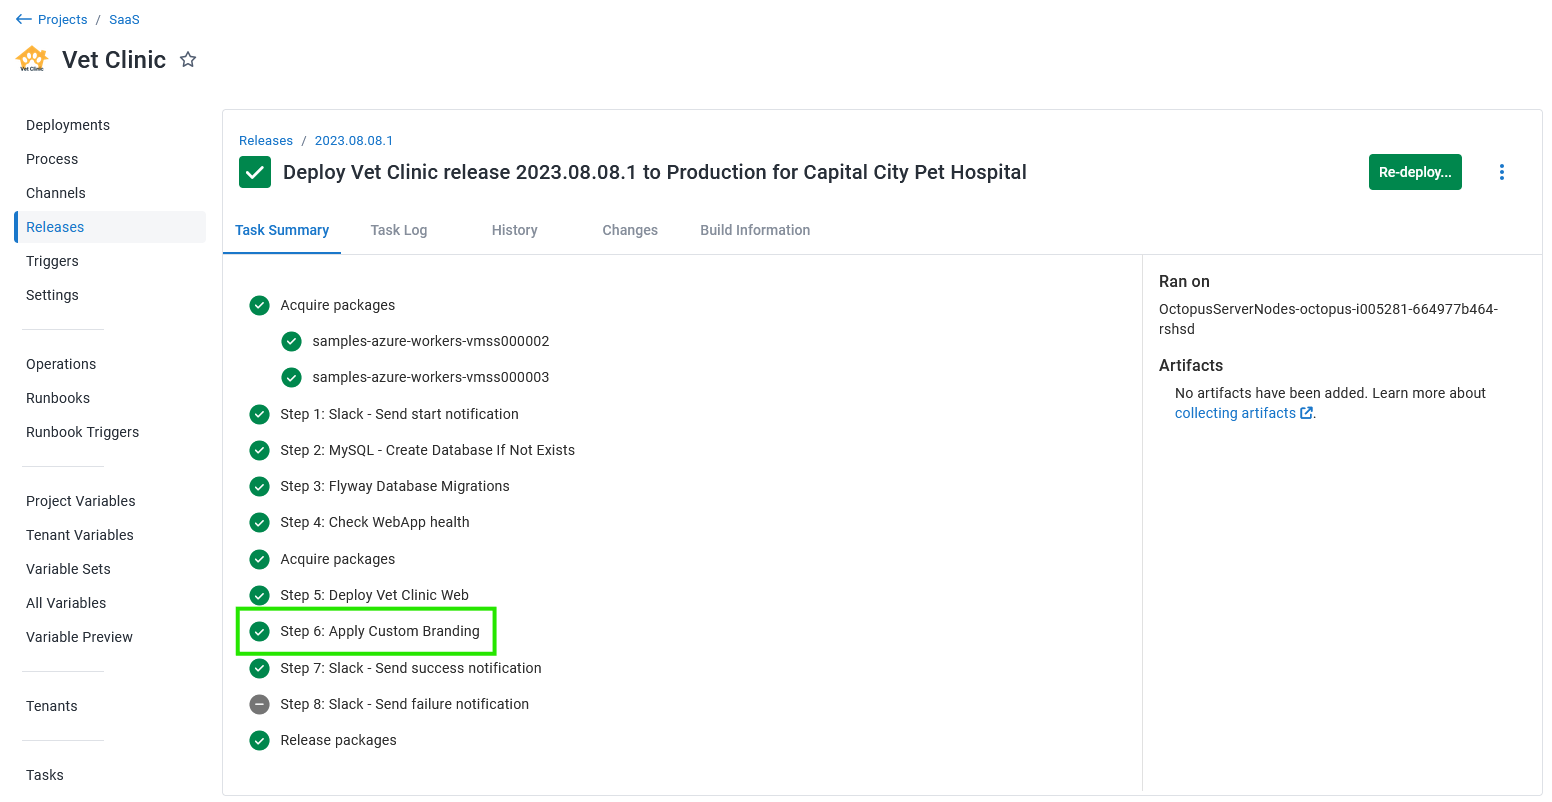 Projects / SaaS
Vet Clinic
Vet Clinic
Deployments
Process
Channels
Releases
Triggers
Settings
Operations
Runbooks
Runbook Triggers
Project Variables
Tenant Variables
Variable Sets
All Variables
Variable Preview
Tenants
Tasks
Releases / 2023.08.08.1
Deploy Vet Clinic release 2023.08.08.1 to Production for Capital City Pet Hospital
Re-deploy...
Task Summary Task Log History Changes Build Information
Acquire packages
samples-azure-workers-vmss000002
samples-azure-workers-vmss000003
Step 1: Slack - Send start notification
Step 2: MySQL - Create Database If Not Exists
Step 3: Flyway Database Migrations
Step 4: Check WebApp health
Acquire packages
Step 5: Deploy Vet Clinic Web
Step 6: Apply Custom Branding
Step 7: Slack - Send success notification
Step 8: Slack - Send failure notification
Release packages
Ran on
OctopusServerNodes-octopus-i005281-664977b464-
rshsd
Artifacts
No artifacts have been added. Learn more about
collecting artifacts.